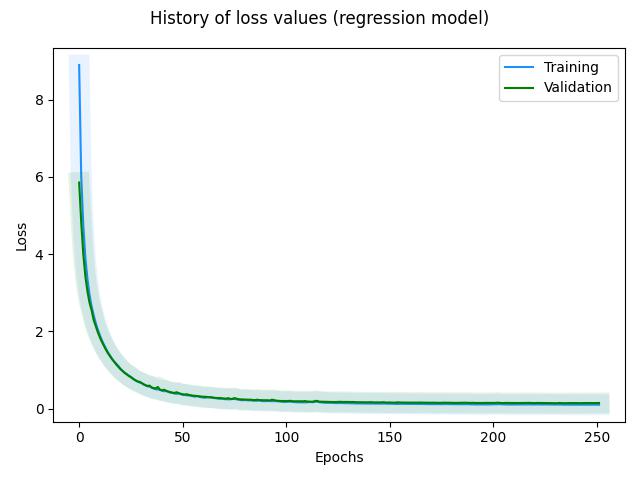 History of loss values (regression model)
Training
Validation
8
6
4
2
0
Loss
0 50 100 150 200 250
Epochs